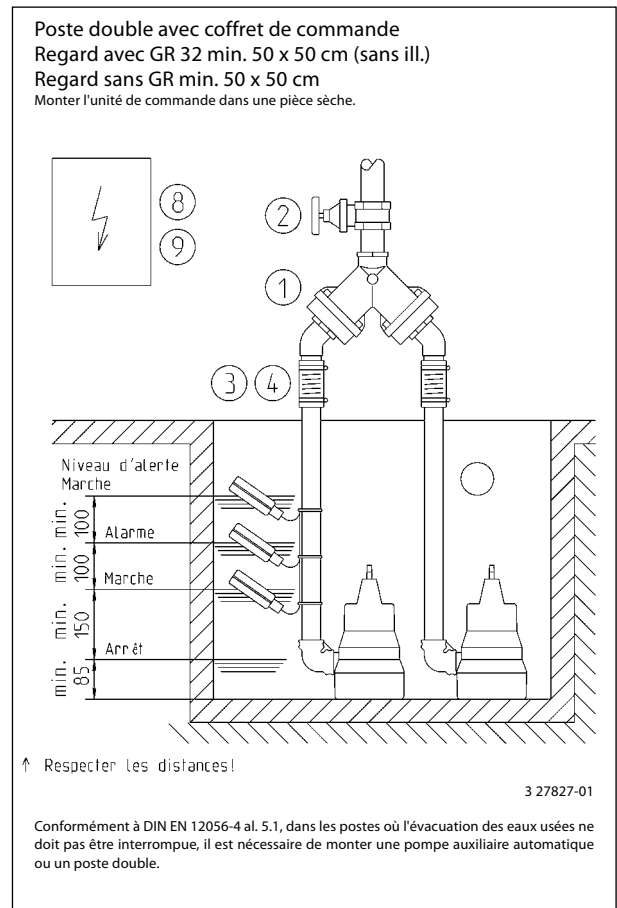 Poste double avec coffret de commande
Regard avec GR 32 min. 50 x 50 cm (sans ill.)
Regard sans GR min. 50 x 50 cm
Monter l'unité de commande dans une pièce sèche.
8
9
2
1
3 4
Niveau d'alerte
Marche
min. 100
Alarme
min. 100
Marche
min. 150
Arrêt
min. 85
↑ Respecter les distances!
3 27827-01
Conformément à DIN EN 12056-4 al. 5.1, dans les postes où l'évacuation des eaux usées ne
doit pas être interrompue, il est nécessaire de monter une pompe auxiliaire automatique
ou un poste double.